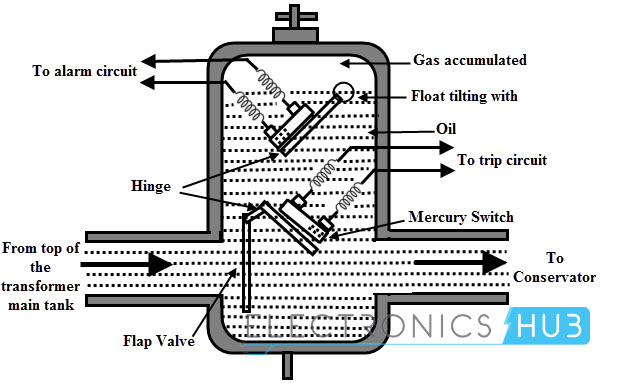 Gas accumulated
To alarm circuit
Float tilting with
Oil
To trip circuit
Hinge
Mercury Switch
From top of
the
transformer
main tank
To
Conservator
Flap Valve
ELECTRONICS HUB